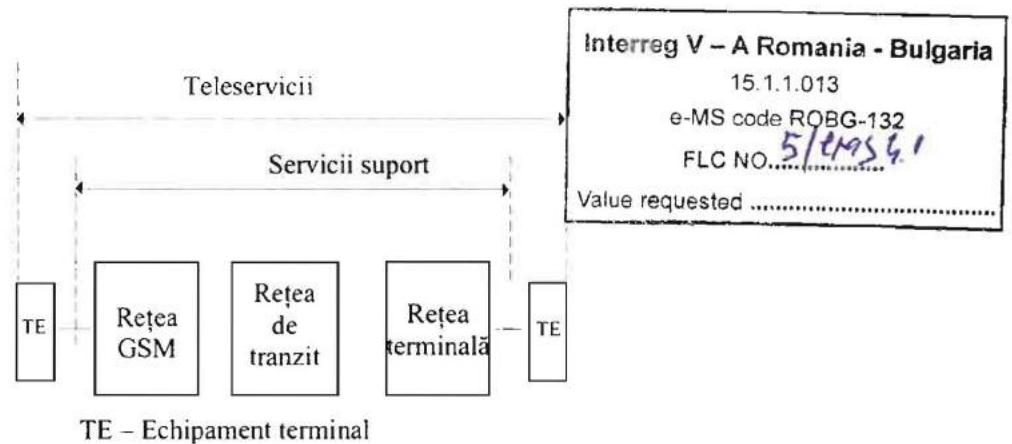 Teleservicii
Servicii suport
TE
Rețea
GSM
Rețea
de
tranzit
Rețea
terminală
TE
TE – Echipament terminal
Interreg V – A Romania - Bulgaria
15.1.1.013
e-MS code ROBG-132
FLC NO.
Value requested